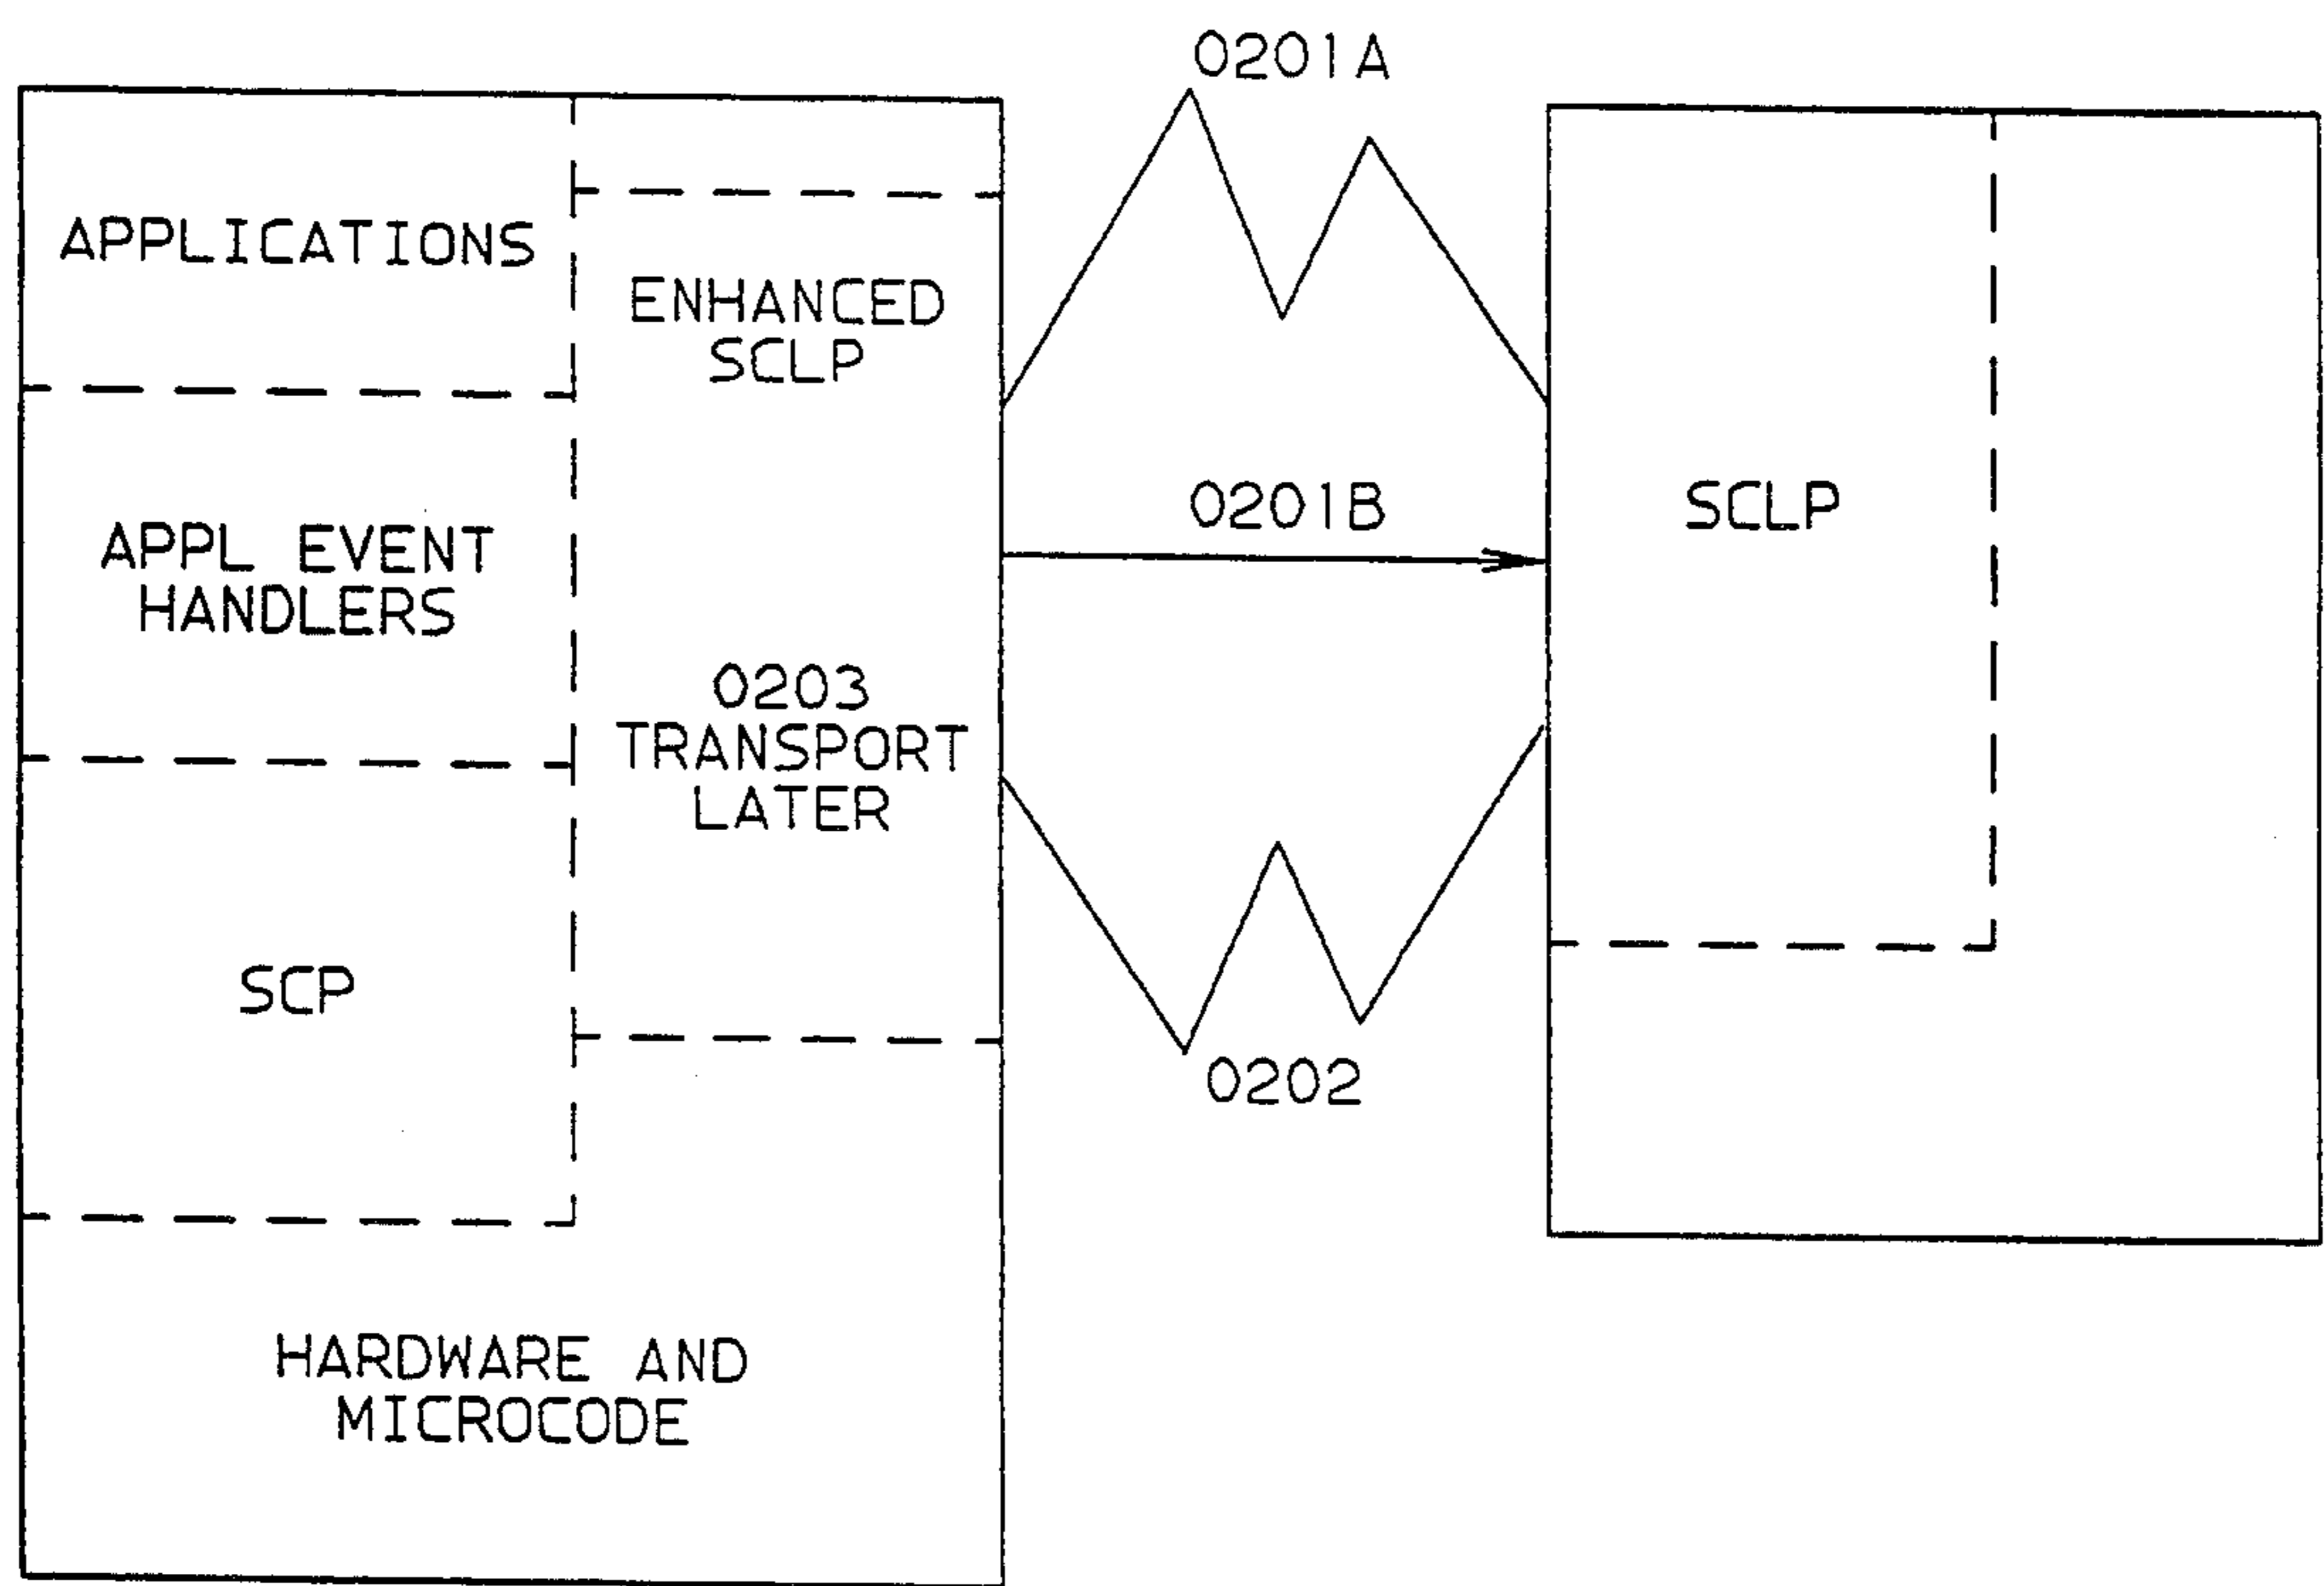 0201A
APPLICATIONS
ENHANCED
SCLP
0201B
SCLP
APPL EVENT
HANDLERS
0203
TRANSPORT
LATER
SCP
0202
HARDWARE AND
MICROCODE